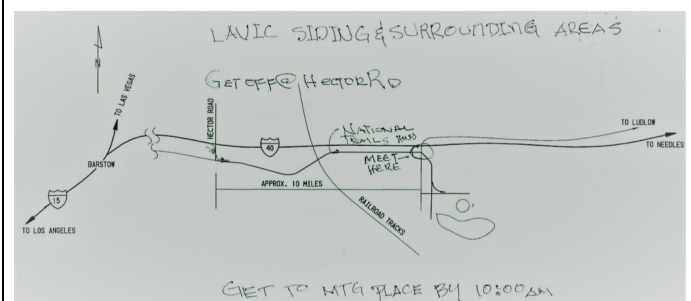 LAVIC SIDING & SURROUNDING AREAS
GET OFF @ HECTOR RD
N
TO LAS VEGAS
HECTOR ROAD
40
NATIONAL
TRAILS HWY
TO LUDLOW
TO NEEDLES
BARSTOW
MEET
HERE
APPROX. 10 MILES
15
RAILROAD TRACKS
TO LOS ANGELES
GET TO MTG PLACE BY 10:00AM